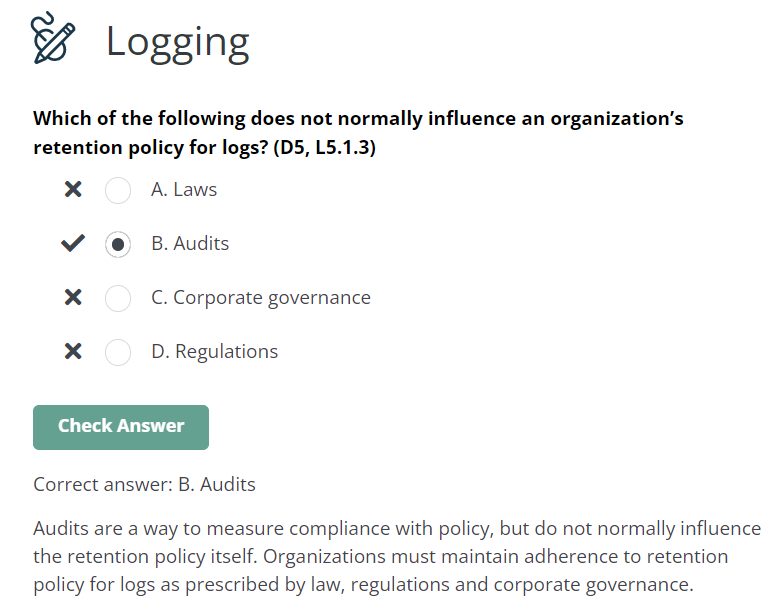 Logging
Which of the following does not normally influence an organization’s
retention policy for logs? (D5, L5.1.3)
A. Laws
B. Audits
C. Corporate governance
D. Regulations
Check Answer
Correct answer: B. Audits
Audits are a way to measure compliance with policy, but do not normally influence
the retention policy itself. Organizations must maintain adherence to retention
policy for logs as prescribed by law, regulations and corporate governance.